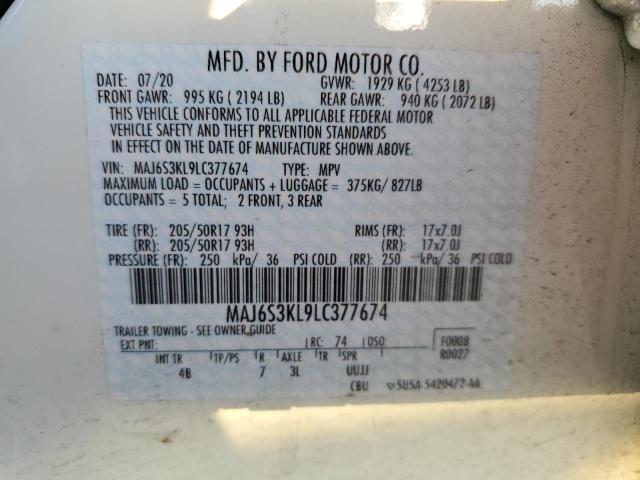 MFD. BY FORD MOTOR CO.
DATE: 07/20 GVWR: 1929 KG ( 4253 LB)
FRONT GAWR: 995 KG ( 2194 LB) REAR GAWR: 940 KG ( 2072 LB)
THIS VEHICLE CONFORMS TO ALL APPLICABLE FEDERAL MOTOR
VEHICLE SAFETY AND THEFT PREVENTION STANDARDS
IN EFFECT ON THE DATE OF MANUFACTURE SHOWN ABOVE.
VIN: MAJ6S3KL9LC377674 TYPE: MPV
MAXIMUM LOAD = OCCUPANTS + LUGGAGE = 375KG/ 827LB
OCCUPANTS = 5 TOTAL; 2 FRONT, 3 REAR
TIRE (FR): 205/50R17 93H RIMS (FR): 17x7.0J
(RR): 205/50R17 93H (RR): 17x7.0J
PRESSURE (FR): 250 kPa/ 36 PSI COLD (RR): 250 kPa/ 36 PSI COLD
MAJ6S3KL9LC377674
TRAILER TOWING - SEE OWNER GUIDE
EXT PNT: RC: 74 DSO: F0008
INT TR TP/PS R AXLE TR SPR R0027
4B 7 3L UUJJ
CBU 5U5A-54204/2-AA